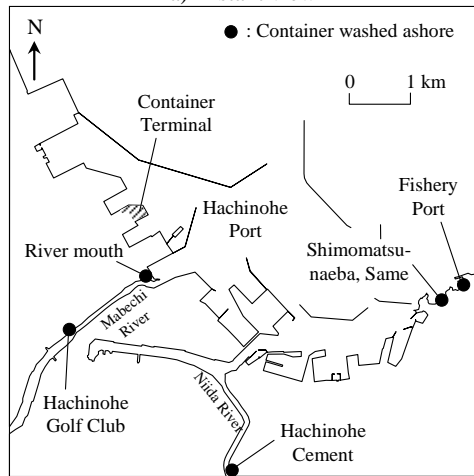 N
● : Container washed ashore
0 1 km
Container
Terminal
Fishery
Port
Hachinohe
Port
River mouth
Shimomatsu-
naeba, Same
Mabechi
River
Hachinohe
Golf Club
Niida River
Hachinohe
Cement